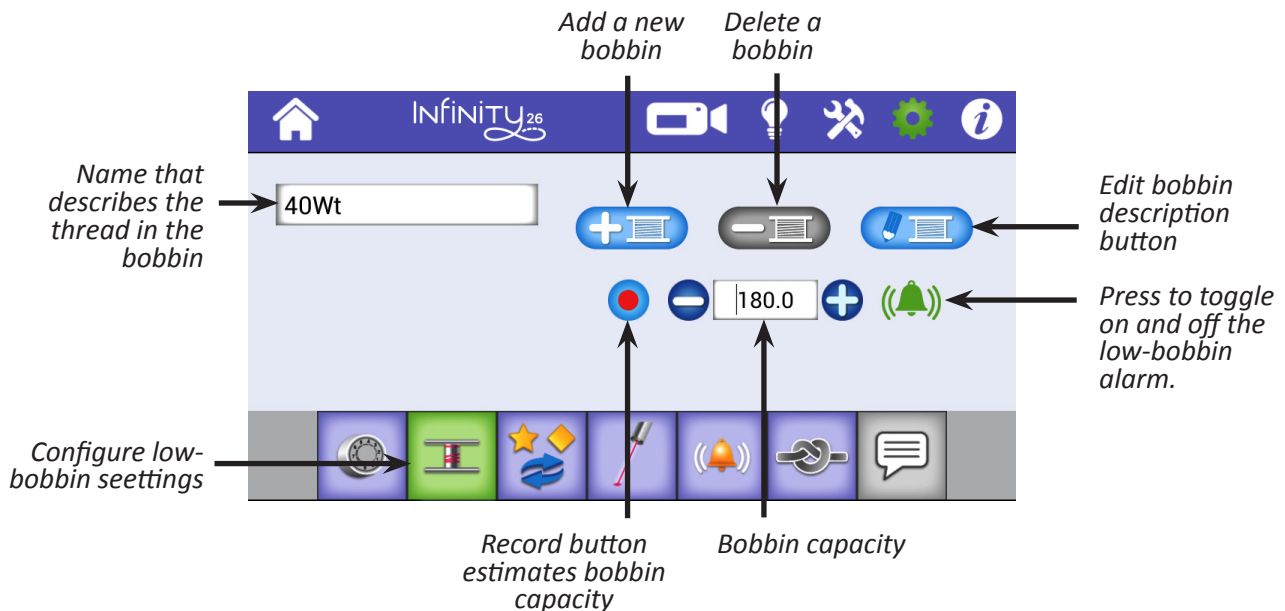 Add a new
bobbin
Delete a
bobbin
INFINITY 26
i
Name that
describes the
thread in the
bobbin
40Wt
Edit bobbin
description
button
180.0
Press to toggle
on and off the
low-bobbin
alarm.
Configure low-
bobbin seettings
Record button
estimates bobbin
capacity
Bobbin capacity